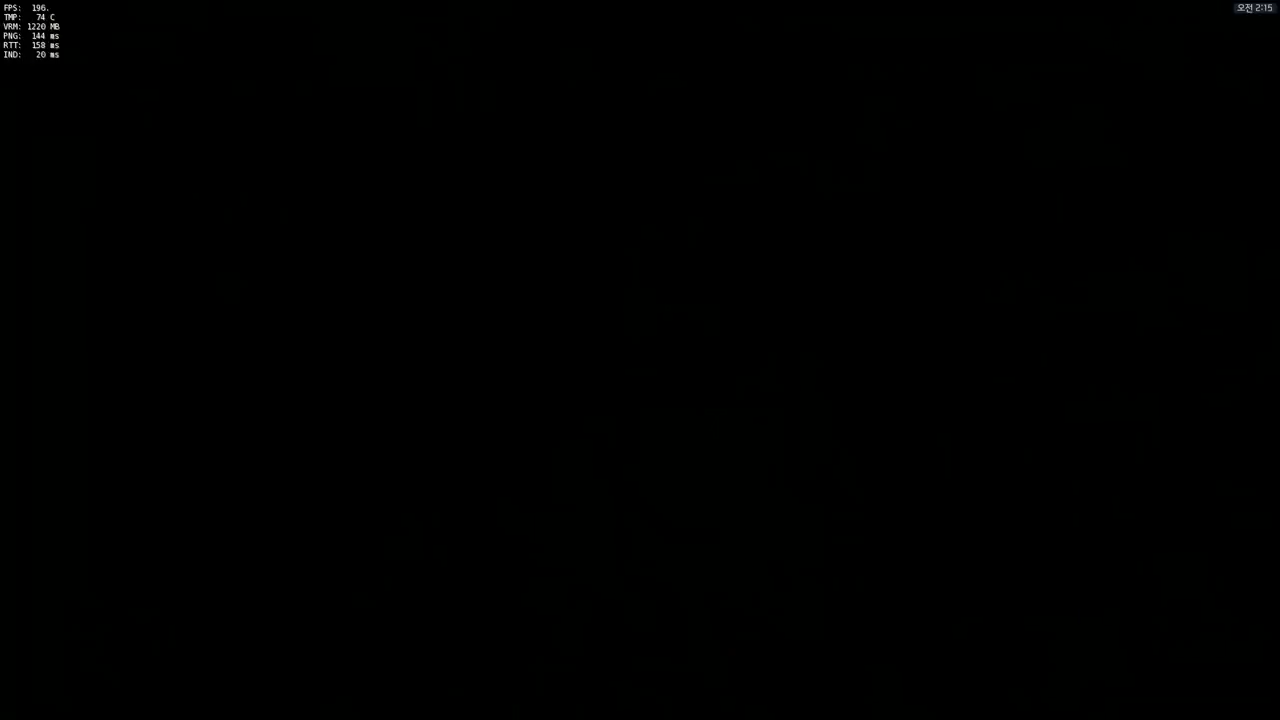 FPS: 196.
TMP: 74 C
VRM: 1220 MB
PNG: 144 ms
RTT: 158 ms
IND: 20 ms
오전 2:15